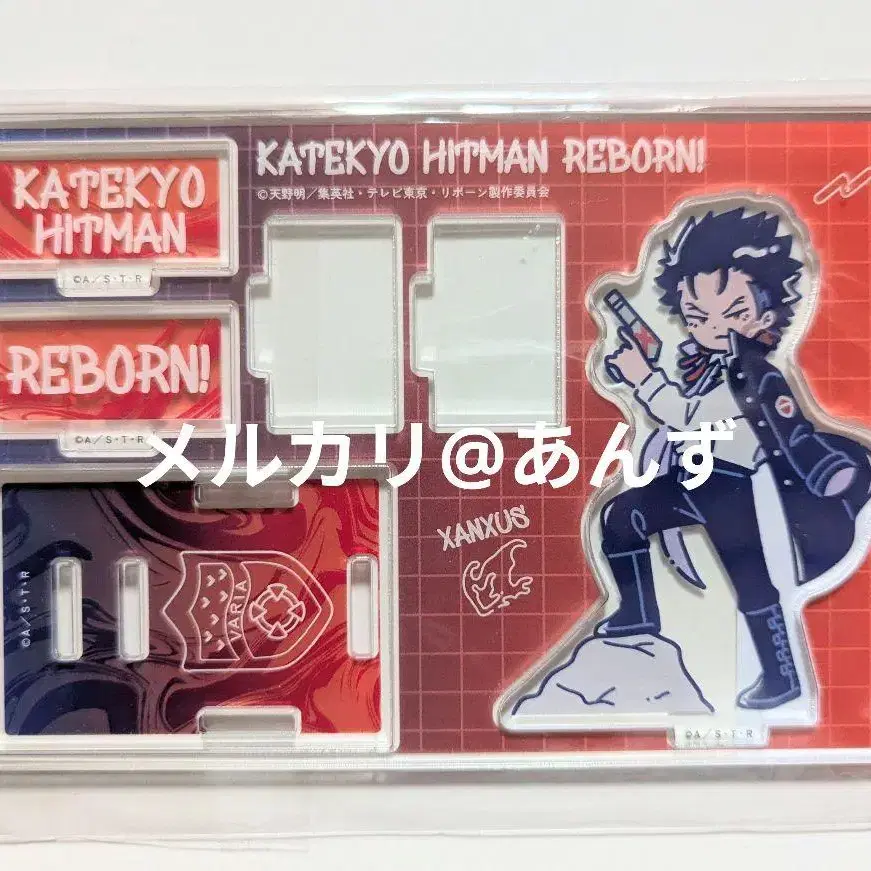 KATEKYO HITMAN REBORN!
©天野明／集英社・テレビ東京・リボーン製作委員会
KATEKYO
HITMAN
©A／S・T・R
REBORN!
©A／S・T・R
メルカリ@あんず
XANXUS
VARIA
©A／S・T・R
©A／S・T・R